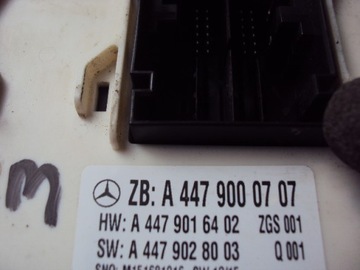 M
ZB: A 447 900 07 07
HW: A 447 901 64 02 ZGS 001
SW: A 447 902 80 03 Q 001